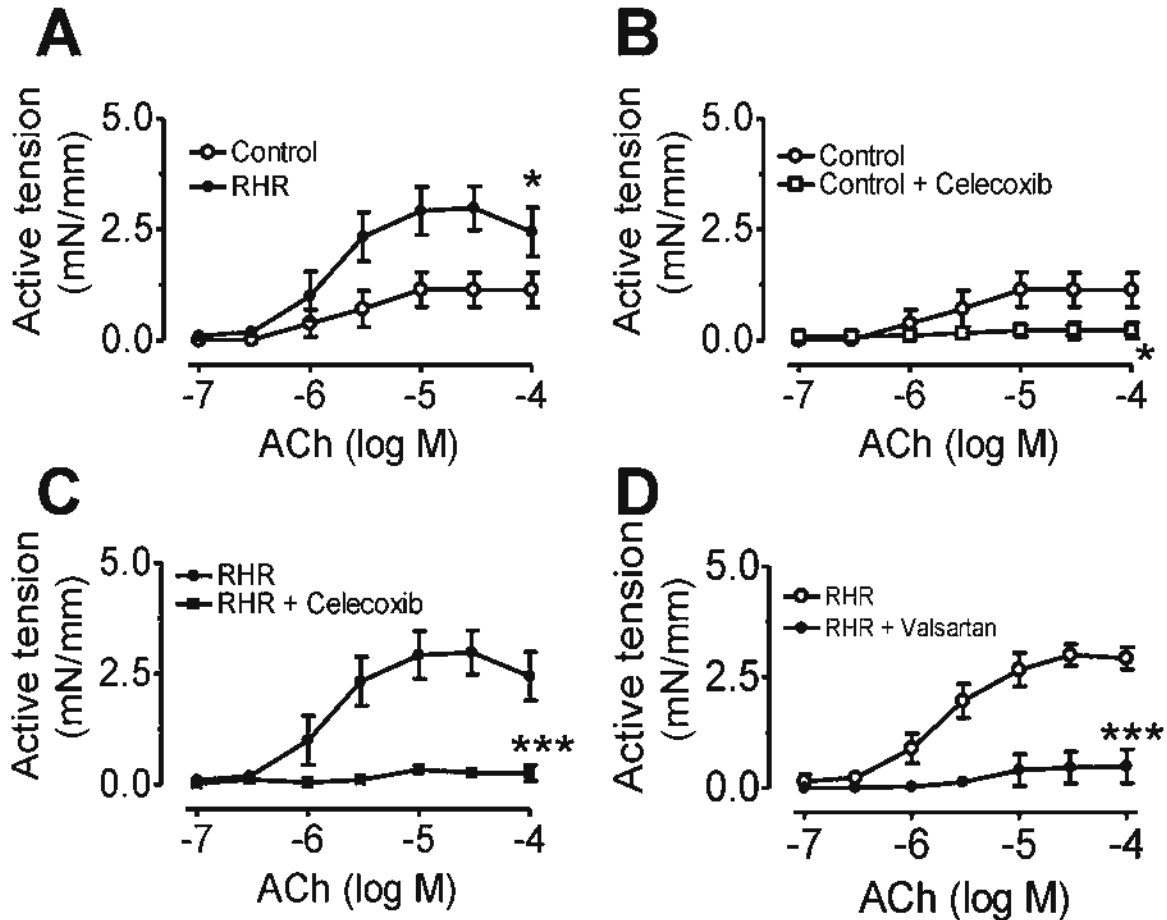 A
Active tension
(mN/mm)
5.0
2.5
0.0
Control
RHR
*
-7 -6 -5 -4
ACh (log M)
B
Active tension
(mN/mm)
5.0
2.5
0.0
Control
Control + Celecoxib
*
-7 -6 -5 -4
ACh (log M)
C
Active tension
(mN/mm)
5.0
2.5
0.0
RHR
RHR + Celecoxib
***
-7 -6 -5 -4
ACh (log M)
D
Active tension
(mN/mm)
5.0
2.5
0.0
RHR
RHR + Valsartan
***
-7 -6 -5 -4
ACh (log M)